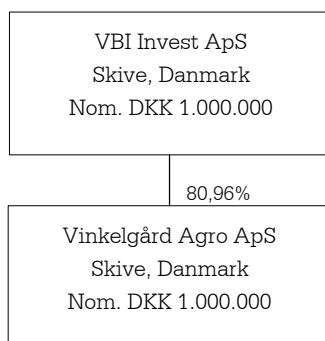 VBI Invest ApS
Skive, Danmark
Nom. DKK 1.000.000
80,96%
Vinkelgård Agro ApS
Skive, Danmark
Nom. DKK 1.000.000